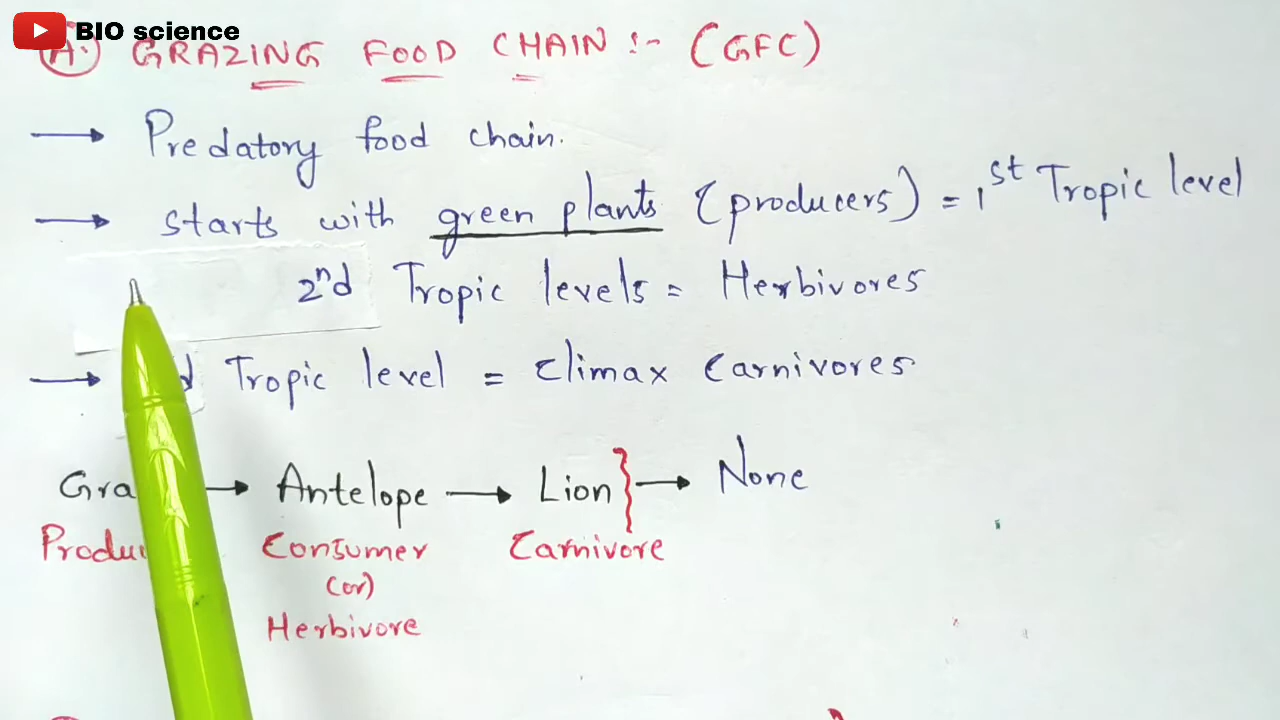 BIO science
A. GRAZING FOOD CHAIN :- (GFC)
→ Predatory food chain.
→ starts with green plants (producers) = 1st Tropic level
2nd Tropic levels = Herbivores
→ Tropic level = climax carnivores
→ Antelope → Lion } → None
Consumer Carnivore
(or)
Herbivore